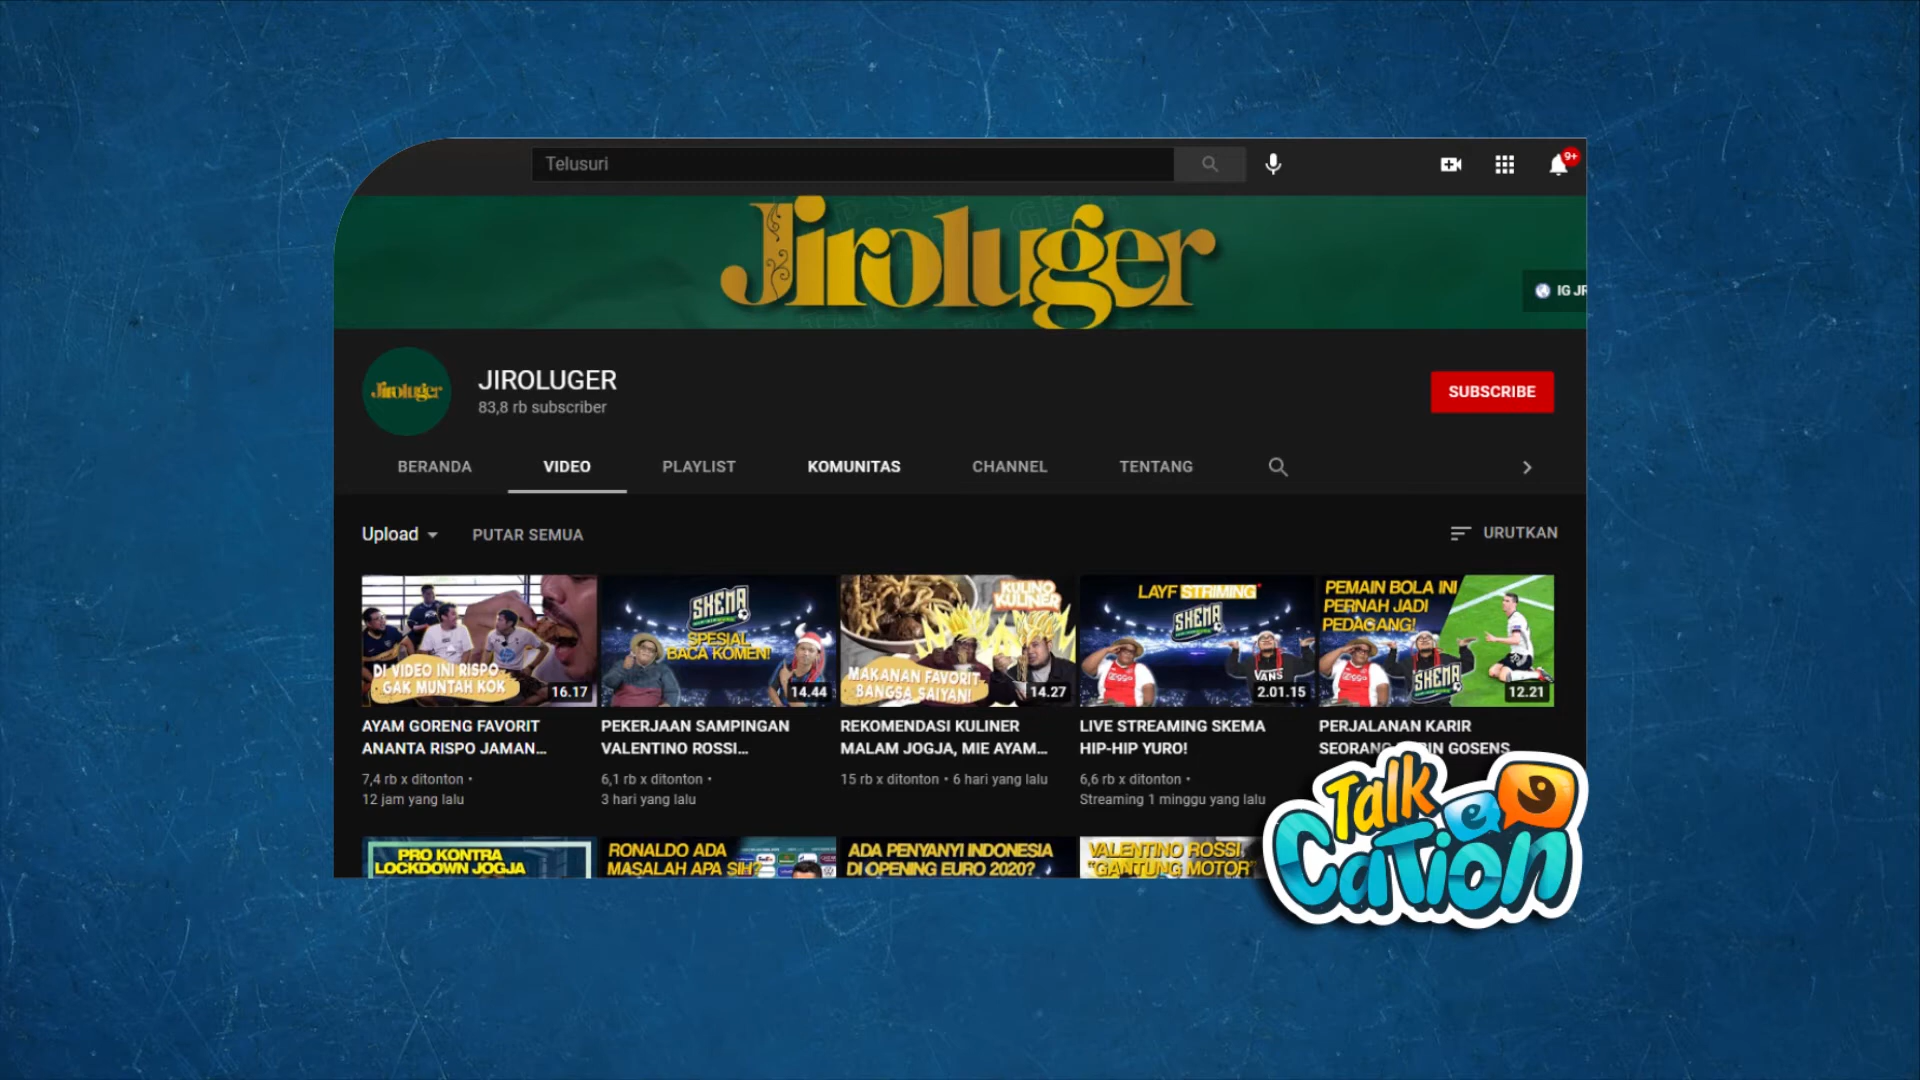 Telusuri
9+
Jiroluger
IG
Jiroluger
JIROLUGER
83,8 rb subscriber
SUBSCRIBE
BERANDA VIDEO PLAYLIST KOMUNITAS CHANNEL TENTANG
Upload PUTAR SEMUA URUTKAN
DI VIDEO INI RISPO
GAK MUNTAH KOK
16.17
SKEMA
SPESIAL
BACA KOMEN!
14.44
KULINO
KULINER
MAKANAN FAVORIT
BANGSA SAIYAN!
14.27
LAYF STRIMING
SKEMA
VANS
2.01.15
PEMAIN BOLA INI
PERNAH JADI
PEDAGANG!
SKEMA
12.21
AYAM GORENG FAVORIT
ANANTA RISPO JAMAN...
7,4 rb x ditonton •
12 jam yang lalu
PEKERJAAN SAMPINGAN
VALENTINO ROSSI...
6,1 rb x ditonton •
3 hari yang lalu
REKOMENDASI KULINER
MALAM JOGJA, MIE AYAM...
15 rb x ditonton • 6 hari yang lalu
LIVE STREAMING SKEMA
HIP-HIP YURO!
6,6 rb x ditonton •
Streaming 1 minggu yang lalu
PERJALANAN KARIR
SEORANG GOSENS
PRO KONTRA
LOCKDOWN JOGJA
RONALDO ADA
MASALAH APA SIH?
ADA PENYANYI INDONESIA
DI OPENING EURO 2020?
VALENTINO ROSSI,
"GANTUNG MOTOR"
Talk
Cation